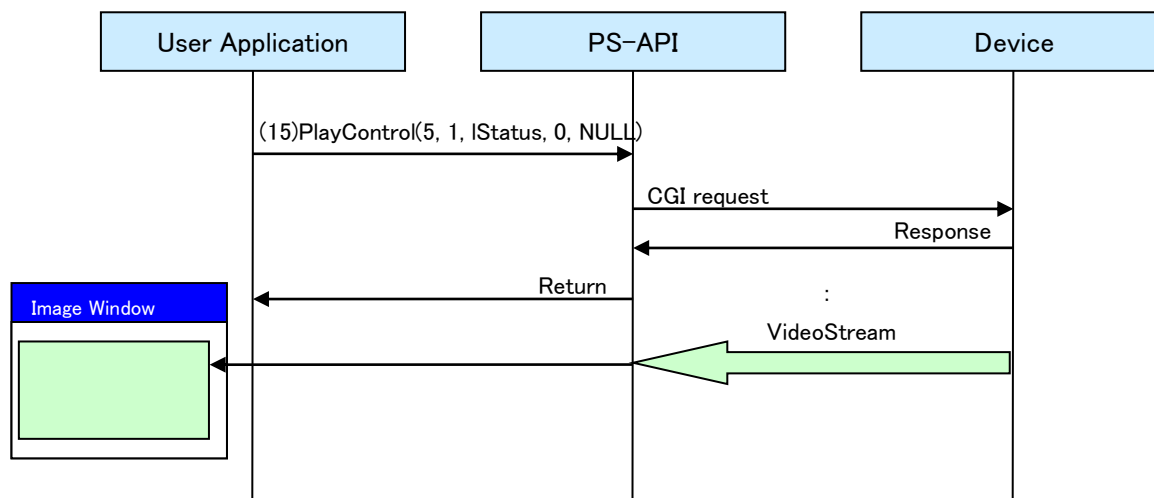 User Application
PS-API
Device
(15)PlayControl(5, 1, lStatus, 0, NULL)
CGI request
Response
Return
:
Image Window
VideoStream